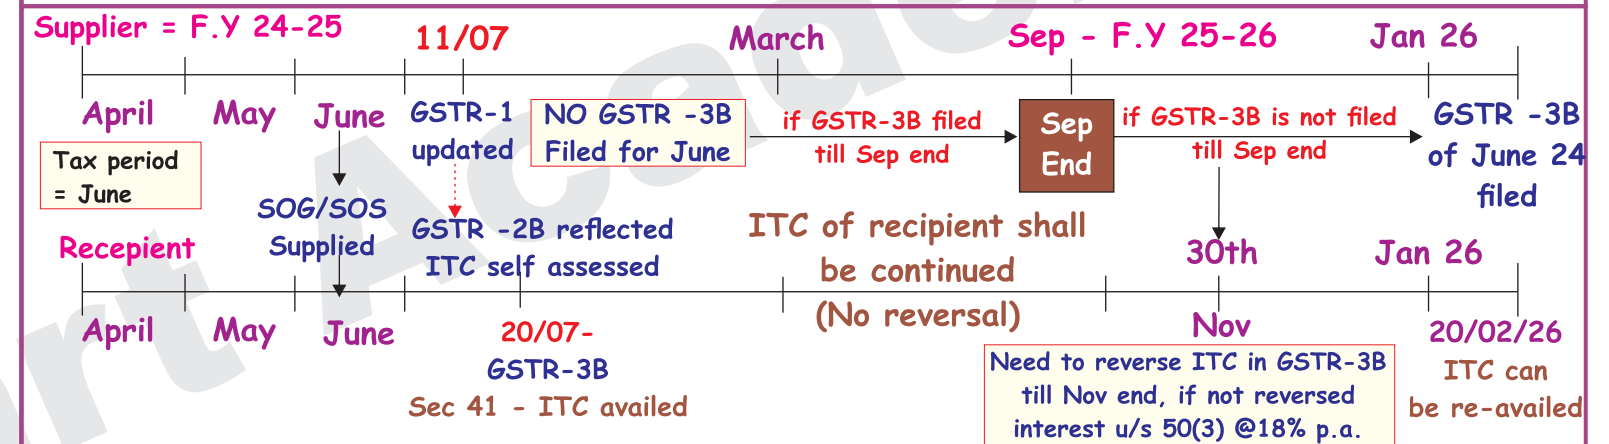 Supplier = F.Y 24-25
11/07
March
Sep - F.Y 25-26
Jan 26
April
May
June
GSTR-1
updated
NO GSTR -3B
Filed for June
if GSTR-3B filed
till Sep end
Sep
End
if GSTR-3B is not filed
till Sep end
GSTR -3B
of June 24
filed
Tax period
= June
SOG/SOS
Supplied
GSTR -2B reflected
ITC self assessed
ITC of recipient shall
be continued
(No reversal)
Recepient
30th
Jan 26
April
May
June
20/07-
GSTR-3B
Sec 41 - ITC availed
Nov
Need to reverse ITC in GSTR-3B
till Nov end, if not reversed
interest u/s 50(3) @18% p.a.
20/02/26
ITC can
be re-availed